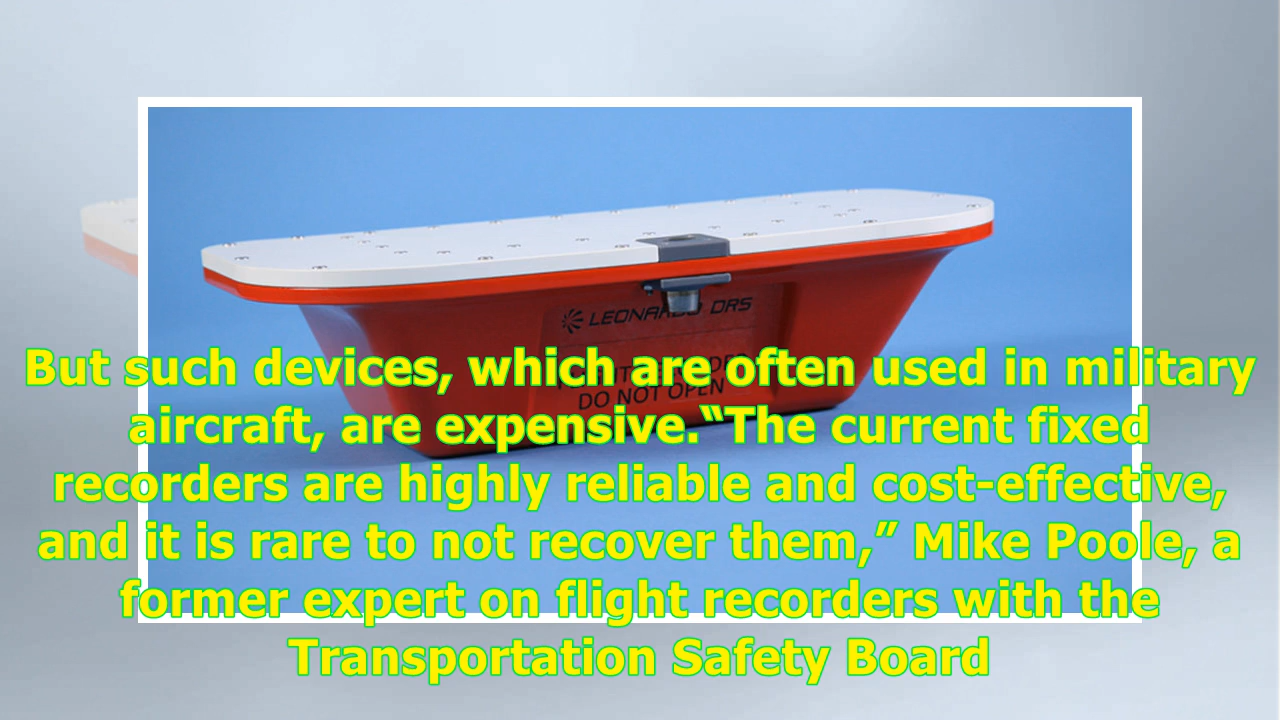 LEONARDO DRS
DO NOT OPEN
But such devices, which are often used in military
aircraft, are expensive.“The current fixed
recorders are highly reliable and cost-effective,
and it is rare to not recover them,” Mike Poole, a
former expert on flight recorders with the
Transportation Safety Board